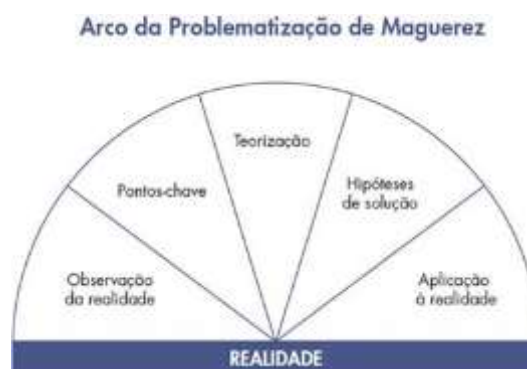 Arco da Problematização de Maguerez
Teorização
Pontos-chave
Hipóteses
de solução
Observação
da realidade
Aplicação
à realidade
REALIDADE